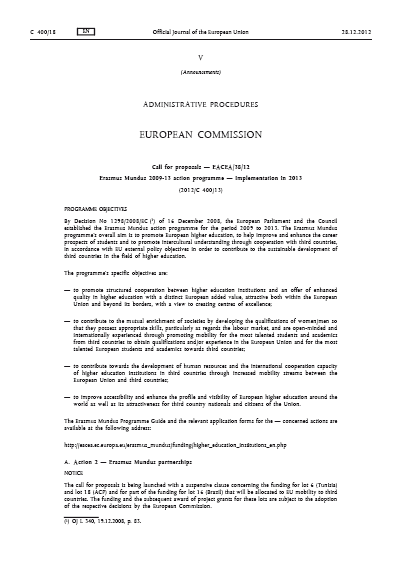 C 400/18
EN
Official Journal of the European Union
28.12.2012
V
(Announcements)
ADMINISTRATIVE PROCEDURES
EUROPEAN COMMISSION
Call for proposals — EACEA/38/12
Erasmus Mundus 2009-13 action programme — Implementation in 2013
(2012/C 400/13)
PROGRAMME OBJECTIVES
By Decision No 1298/2008/EC (¹) of 16 December 2008, the European Parliament and the Council
established the Erasmus Mundus action programme for the period 2009 to 2013. The Erasmus Mundus
programme's overall aim is to promote European higher education, to help improve and enhance the career
prospects of students and to promote intercultural understanding through cooperation with third countries,
in accordance with EU external policy objectives in order to contribute to the sustainable development of
third countries in the field of higher education.
The programme's specific objectives are:
— to promote structured cooperation between higher education institutions and an offer of enhanced
quality in higher education with a distinct European added value, attractive both within the European
Union and beyond its borders, with a view to creating centres of excellence;
— to contribute to the mutual enrichment of societies by developing the qualifications of women/men so
that they possess appropriate skills, particularly as regards the labour market, and are open-minded and
internationally experienced through promoting mobility for the most talented students and academics
from third countries to obtain qualifications and/or experience in the European Union and for the most
talented European students and academics towards third countries;
— to contribute towards the development of human resources and the international cooperation capacity
of higher education institutions in third countries through increased mobility streams between the
European Union and third countries;
— to improve accessibility and enhance the profile and visibility of European higher education around the
world as well as its attractiveness for third country nationals and citizens of the Union.
The Erasmus Mundus Programme Guide and the relevant application forms for the — concerned actions are
available at the following address:
http://eacea.ec.europa.eu/erasmus_mundus/funding/higher_education_institutions_en.php
A. Action 2 — Erasmus Mundus partnerships
NOTICE
The call for proposals is being launched with a suspensive clause concerning the funding for lot 6 (Tunisia)
and lot 18 (ACP) and for part of the funding for lot 16 (Brazil) that will be allocated to EU mobility to third
countries. The funding and the subsequent award of project grants for these lots are subject to the adoption
of the respective decisions by the European Commission.
(¹) OJ L 340, 19.12.2008, p. 83.